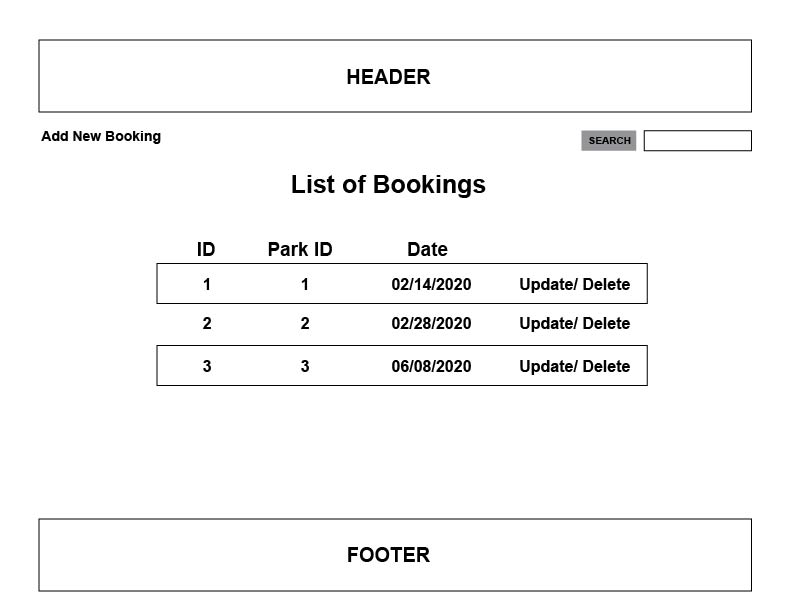 HEADER
Add New Booking
SEARCH
List of Bookings
ID Park ID Date
1 1 02/14/2020 Update/ Delete
2 2 02/28/2020 Update/ Delete
3 3 06/08/2020 Update/ Delete
FOOTER